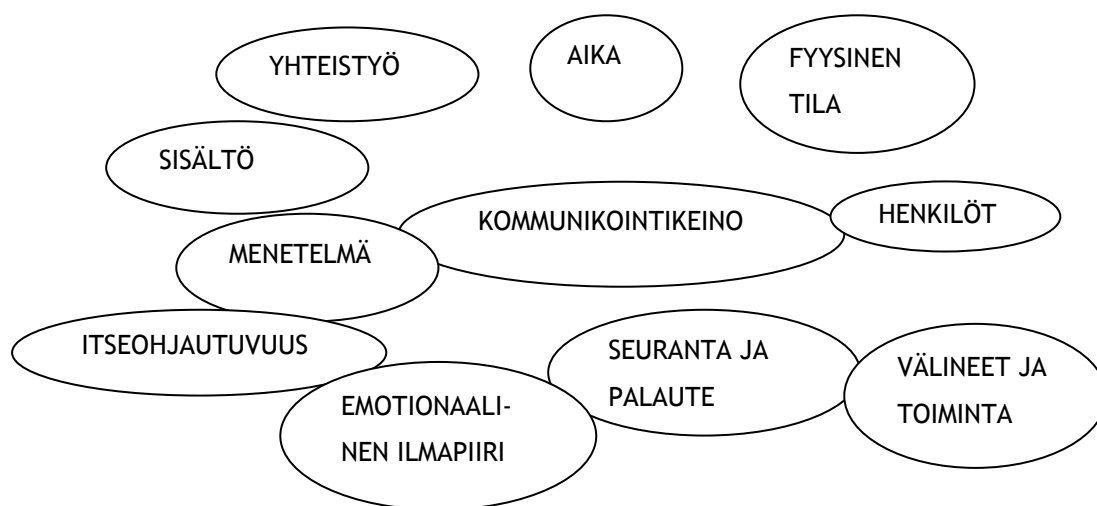 YHTEISTYÖ
AIKA
FYYSINEN
TILA
SISÄLTÖ
KOMMUNIKOINTIKEINO
HENKILÖT
MENETELMÄ
ITSEOHJAUTUVUUS
SEURANTA JA
PALAUTE
VÄLINEET JA
TOIMINTA
EMOTIONAALI-
NEN ILMAPIIRI